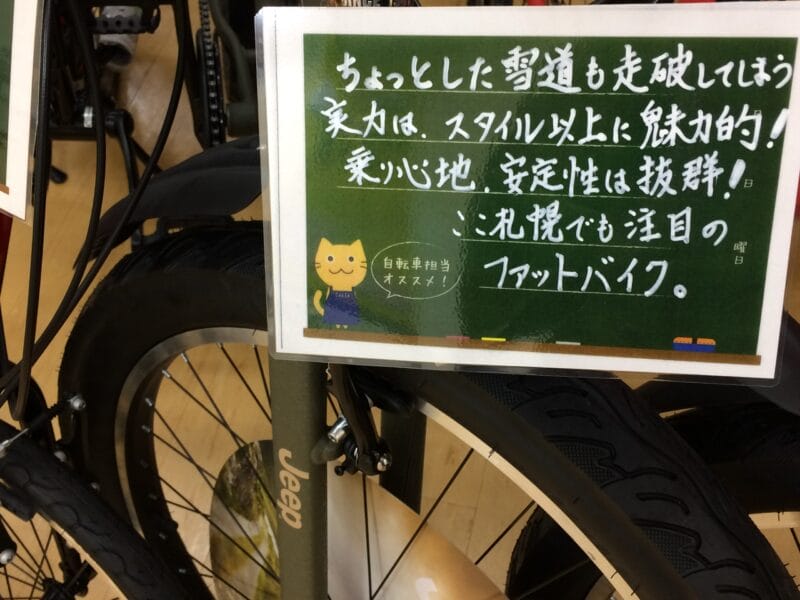 ちょっとした雪道も走破してしまう
実力は、スタイル以上に魅力的!
乗り心地、安定性は抜群!
ここ札幌でも注目の
ファットバイク。
自転車担当
オススメ!
日
曜日
Jeep